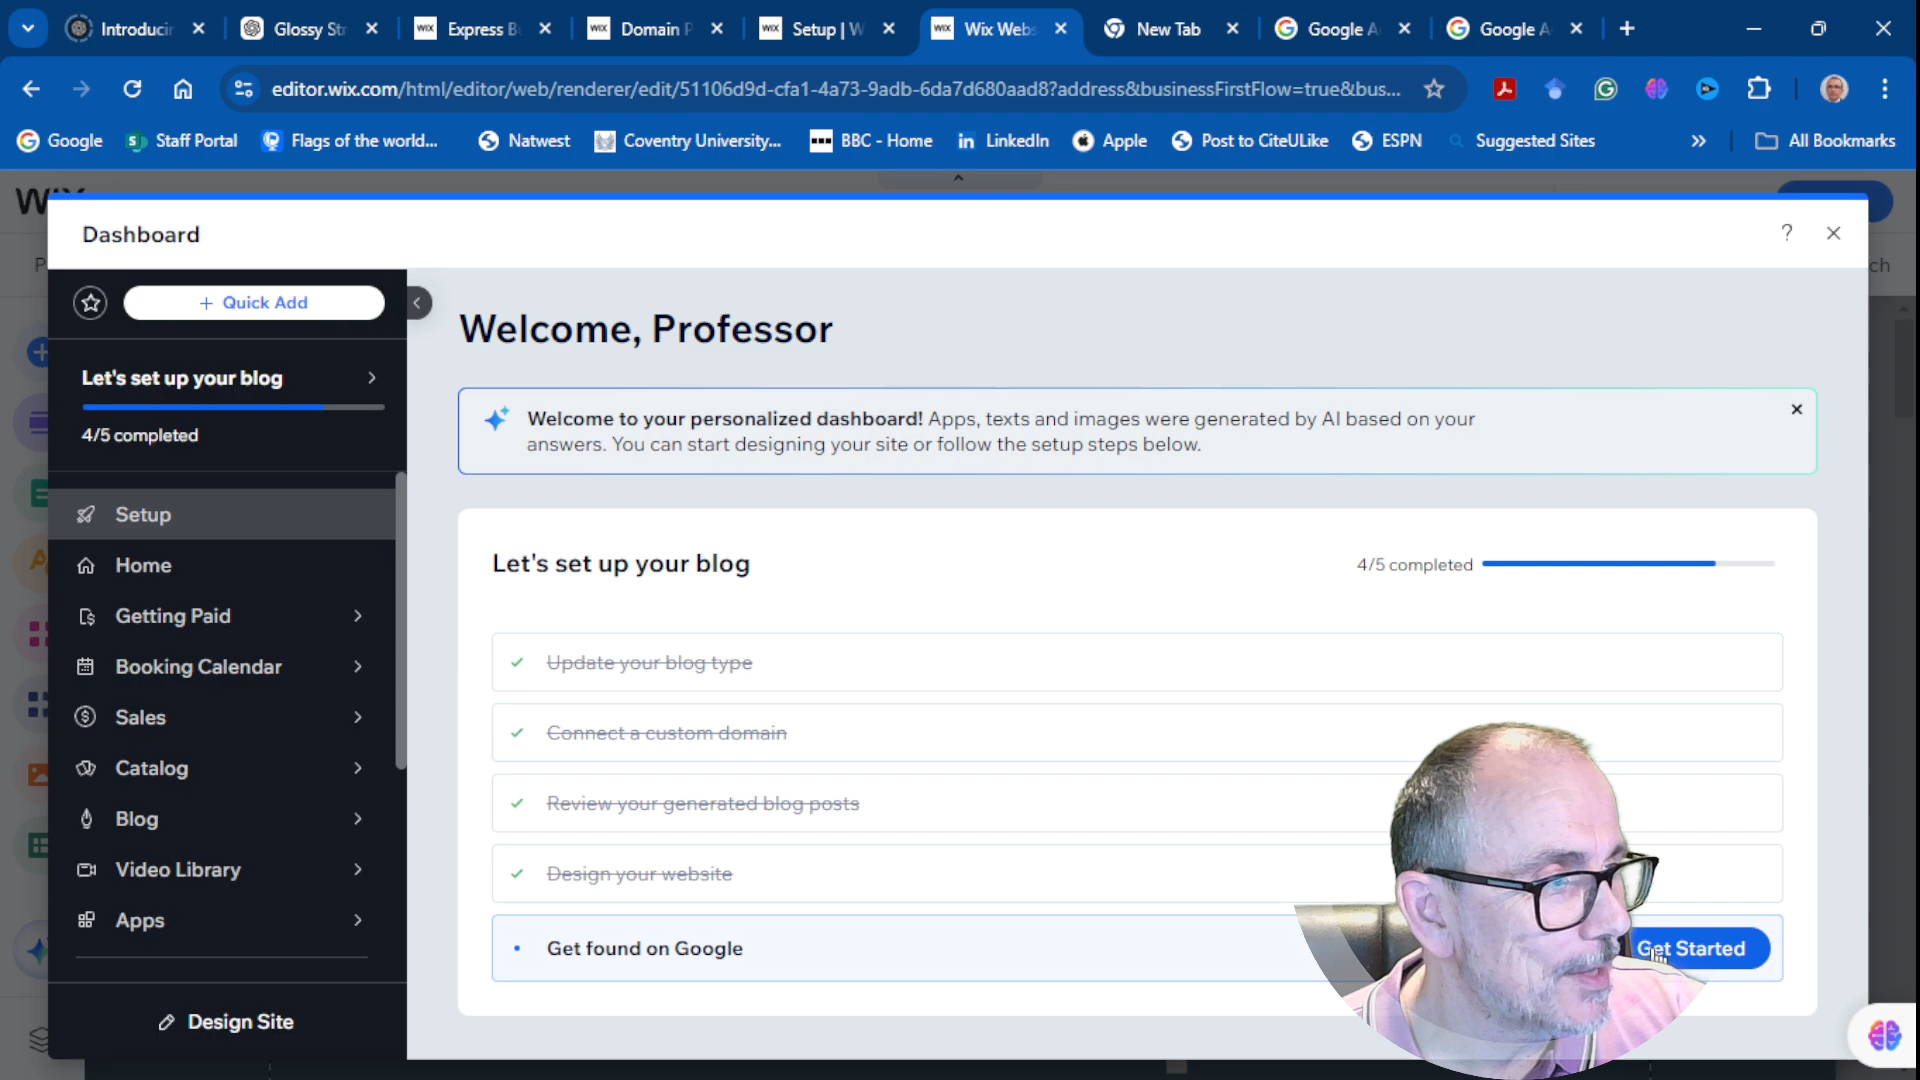 Introducin
Glossy Str
WIX Express B
WIX Domain P
WIX Setup | W
WIX Wix Webs
New Tab
Google A
Google A
editor.wix.com/html/editor/web/renderer/edit/51106d9d-cfa1-4a73-9adb-6da7d680aad8?address&businessFirstFlow=true&bus...
Google
Staff Portal
Flags of the world...
Natwest
Coventry University...
BBC - Home
LinkedIn
Apple
Post to CiteULike
ESPN
Suggested Sites
All Bookmarks
Dashboard
?
+ Quick Add
Let's set up your blog
4/5 completed
Setup
Home
Getting Paid
Booking Calendar
Sales
Catalog
Blog
Video Library
Apps
Design Site
Welcome, Professor
Welcome to your personalized dashboard! Apps, texts and images were generated by AI based on your
answers. You can start designing your site or follow the setup steps below.
Let's set up your blog
4/5 completed
Update your blog type
Connect a custom domain
Review your generated blog posts
Design your website
Get found on Google
Get Started